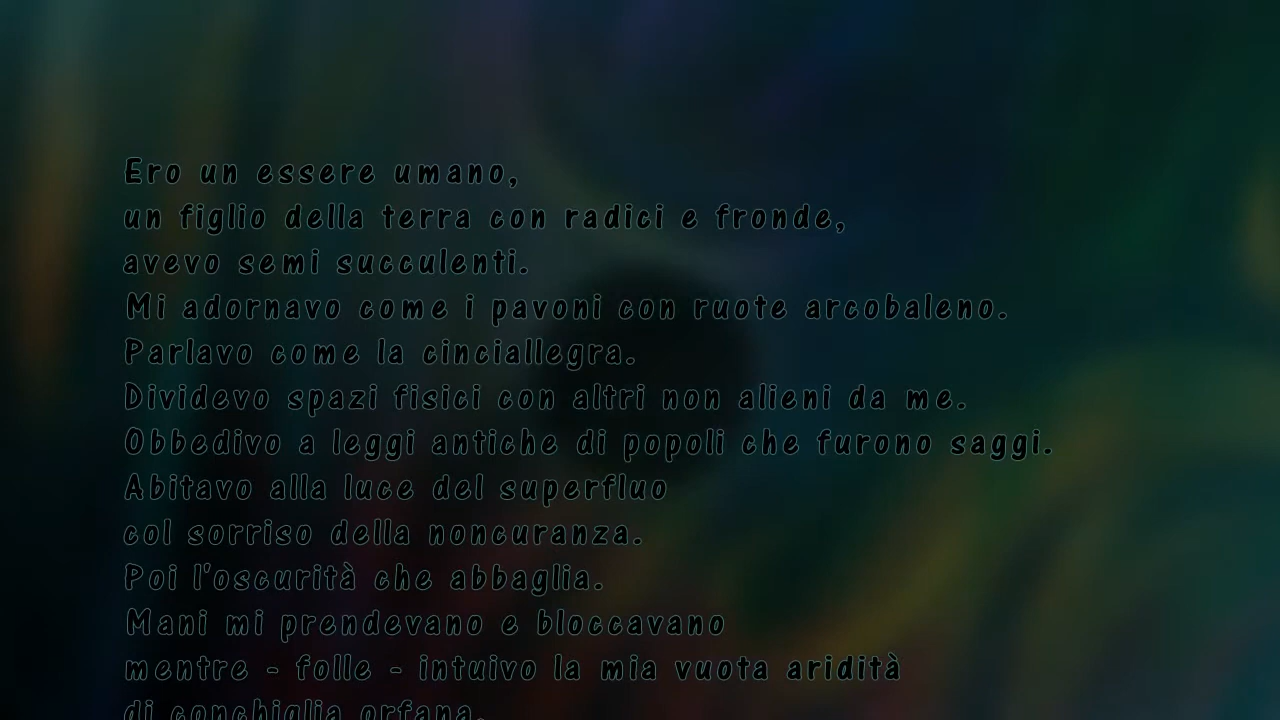 Ero un essere umano,
un figlio della terra con radici e fronde,
avevo semi succulenti.
Mi adornavo come i pavoni con ruote arcobaleno.
Parlavo come la cinciallegra.
Dividevo spazi fisici con altri non alieni da me.
Obbedivo a leggi antiche di popoli che furono saggi.
Abitavo alla luce del superfluo
col sorriso della noncuranza.
Poi l'oscurità che abbaglia.
Mani mi prendevano e bloccavano
mentre - folle - intuivo la mia vuota aridità
di conchiglia orfana.